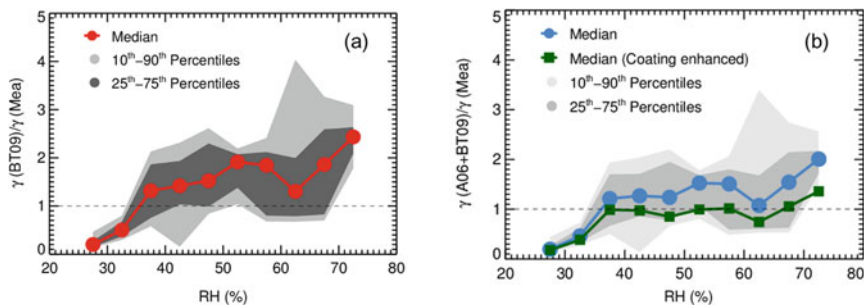 5
4
3
2
1
0
γ (BT09)/γ (Mea)
Median
10th−90th Percentiles
25th−75th Percentiles
(a)
20 30 40 50 60 70 80
RH (%)
5
4
3
2
1
0
γ (A06+BT09)/γ (Mea)
Median
Median (Coating enhanced)
10th−90th Percentiles
25th−75th Percentiles
(b)
20 30 40 50 60 70 80
RH (%)